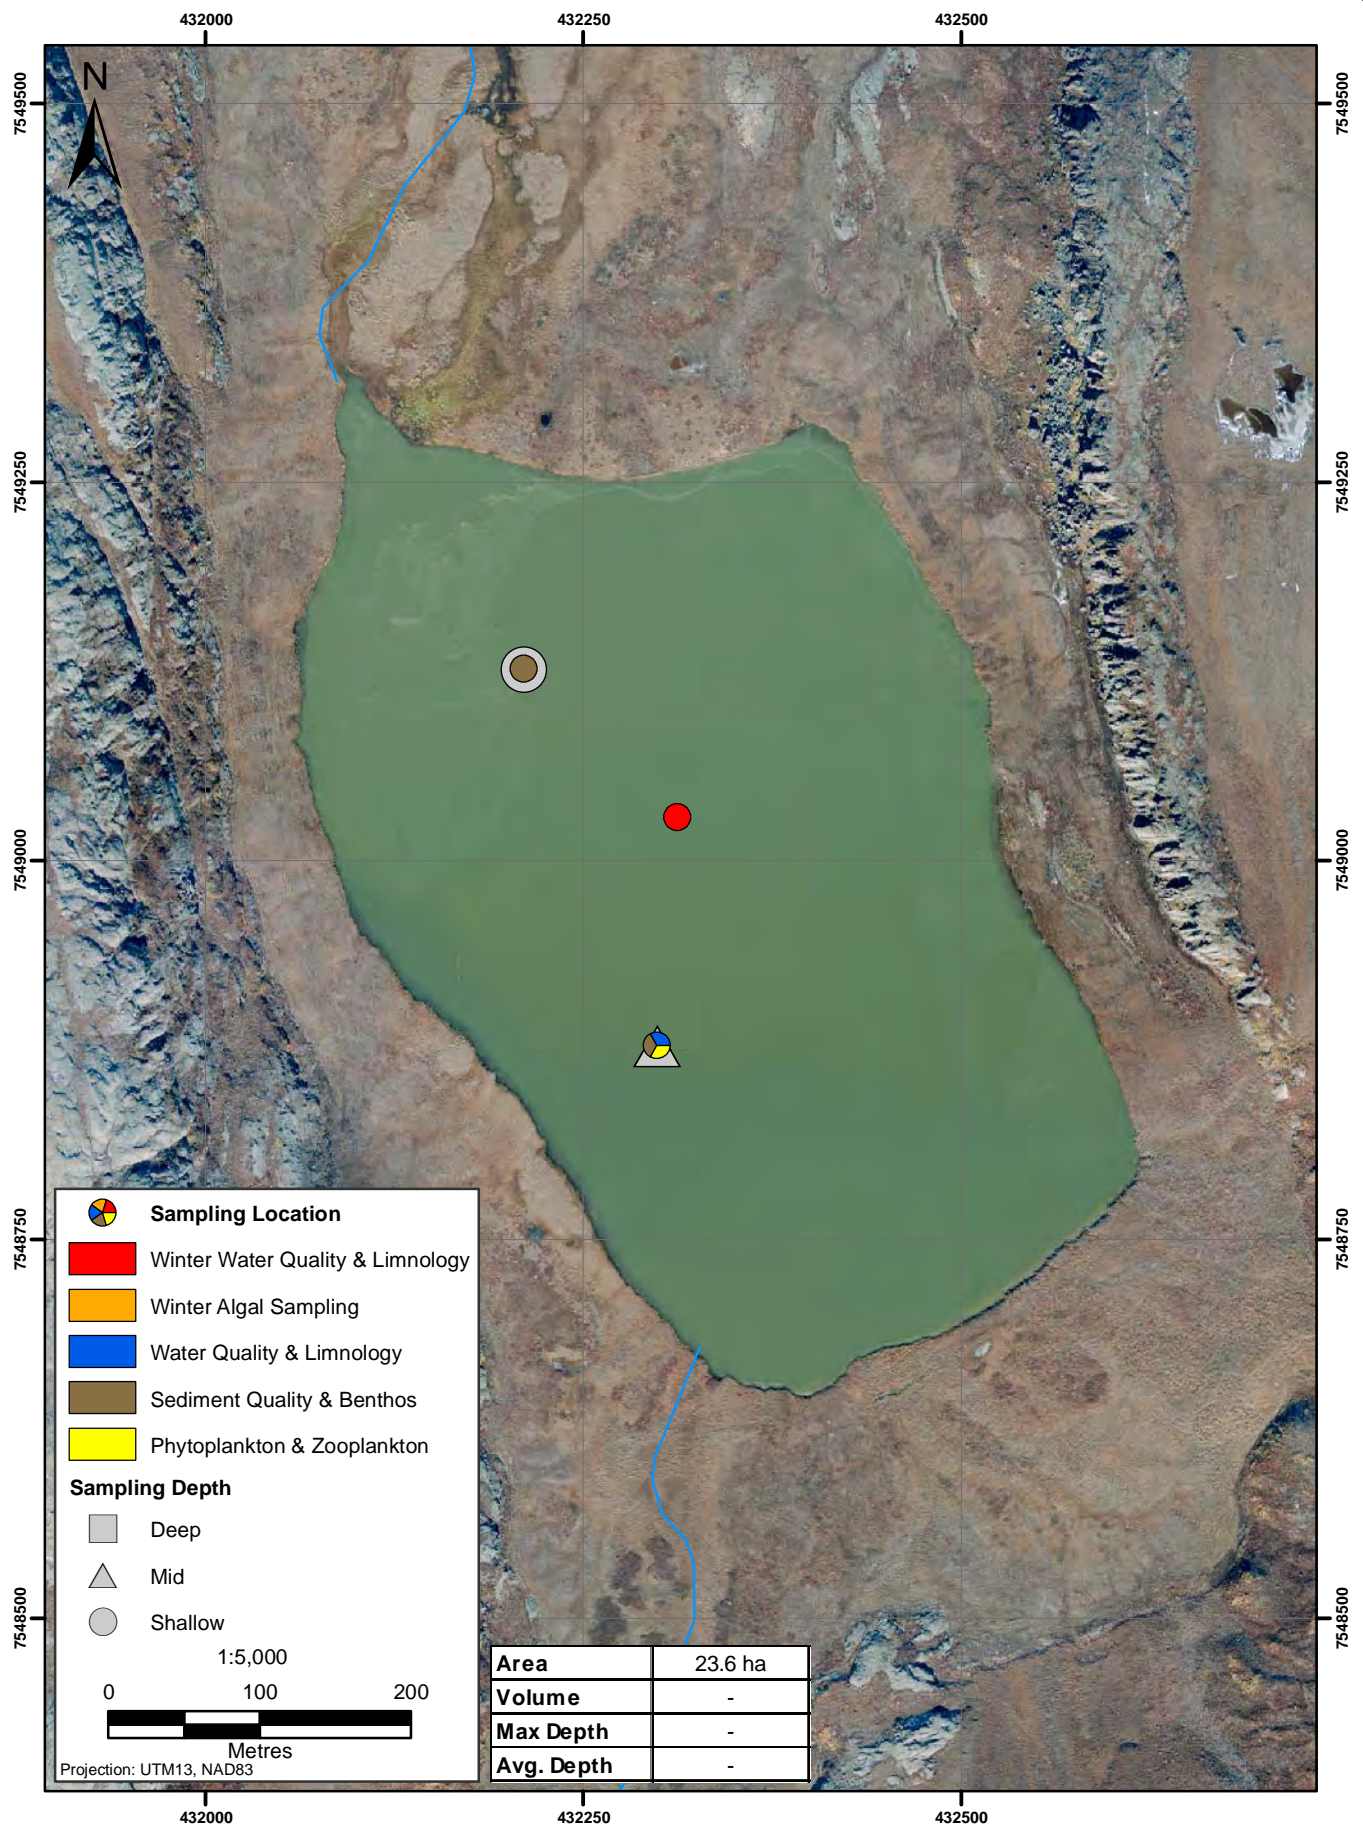 432000 432250 432500
N
7549500 7549500
7549250 7549250
7549000 7549000
7548750 7548750
7548500 7548500
Sampling Location
Winter Water Quality & Limnology
Winter Algal Sampling
Water Quality & Limnology
Sediment Quality & Benthos
Phytoplankton & Zooplankton
Sampling Depth
Deep
Mid
Shallow
1:5,000
0 100 200
Metres
Projection: UTM13, NAD83
Area 23.6 ha
Volume -
Max Depth -
Avg. Depth -
432000 432250 432500